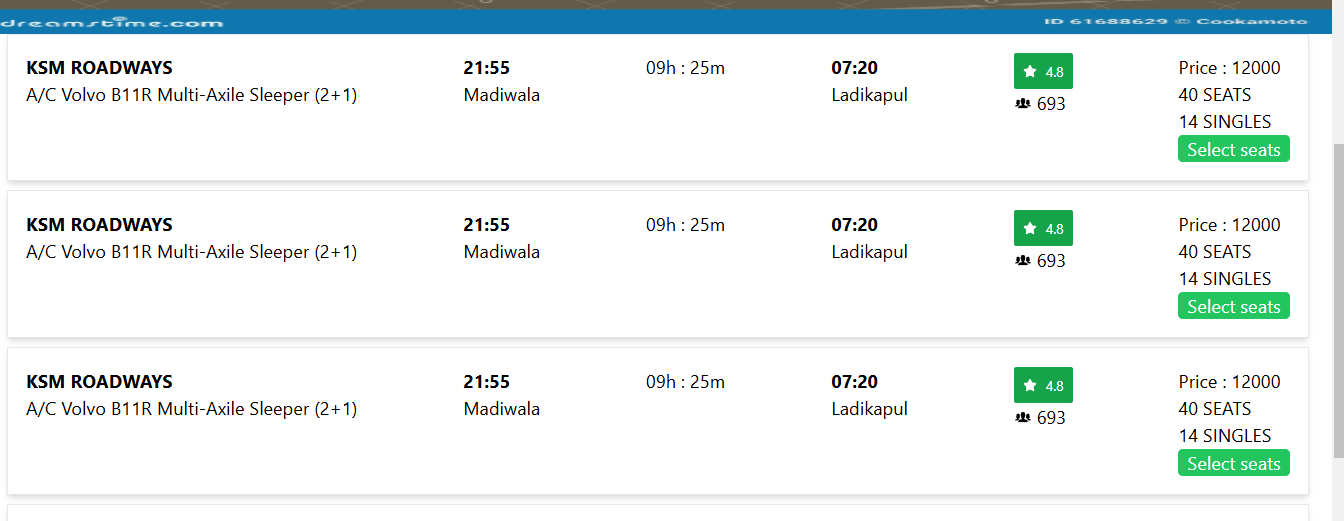 dreamstime.com
ID 61688629 © Cookamoto
KSM ROADWAYS 21:55 09h : 25m 07:20 4.8 Price : 12000
A/C Volvo B11R Multi-Axile Sleeper (2+1) Madiwala Ladikapul 693 40 SEATS
14 SINGLES
Select seats
KSM ROADWAYS 21:55 09h : 25m 07:20 4.8 Price : 12000
A/C Volvo B11R Multi-Axile Sleeper (2+1) Madiwala Ladikapul 693 40 SEATS
14 SINGLES
Select seats
KSM ROADWAYS 21:55 09h : 25m 07:20 4.8 Price : 12000
A/C Volvo B11R Multi-Axile Sleeper (2+1) Madiwala Ladikapul 693 40 SEATS
14 SINGLES
Select seats